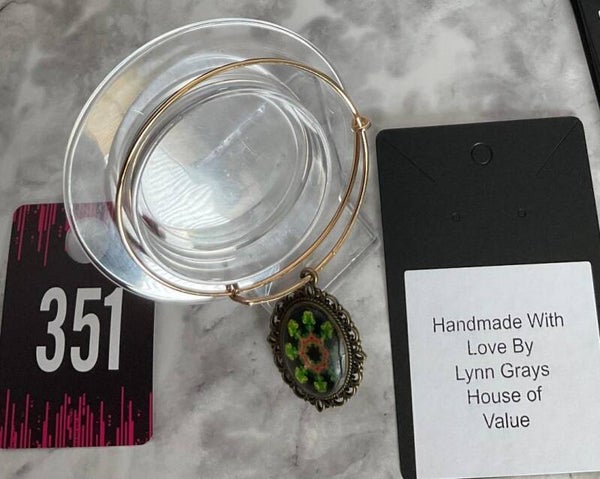 351
Handmade With
Love By
Lynn Grays
House of
Value